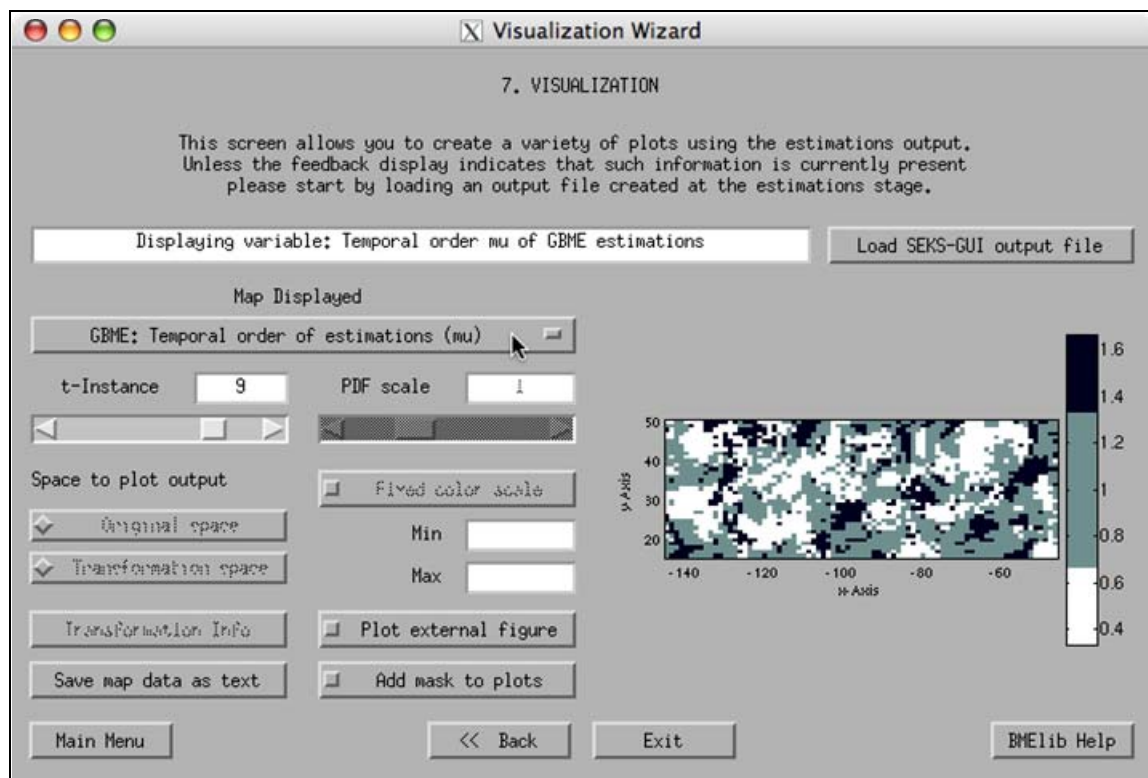 Visualization Wizard
7. VISUALIZATION
This screen allows you to create a variety of plots using the estimations output.
Unless the feedback display indicates that such information is currently present
please start by loading an output file created at the estimations stage.
Displaying variable: Temporal order mu of GBME estimations
Load SEKS-GUI output file
Map Displayed
GBME: Temporal order of estimations (mu)
t-Instance
9
PDF scale
1
Space to plot output
Original space
Transformation space
Fixed color scale
Min
Max
Transformation Info
Plot external figure
Save map data as text
Add mask to plots
50
40
30
20
y-Axis
-140
-120
-100
-80
-60
x-Axis
1.6
1.4
1.2
1
0.8
0.6
0.4
Main Menu
<< Back
Exit
BMElib Help